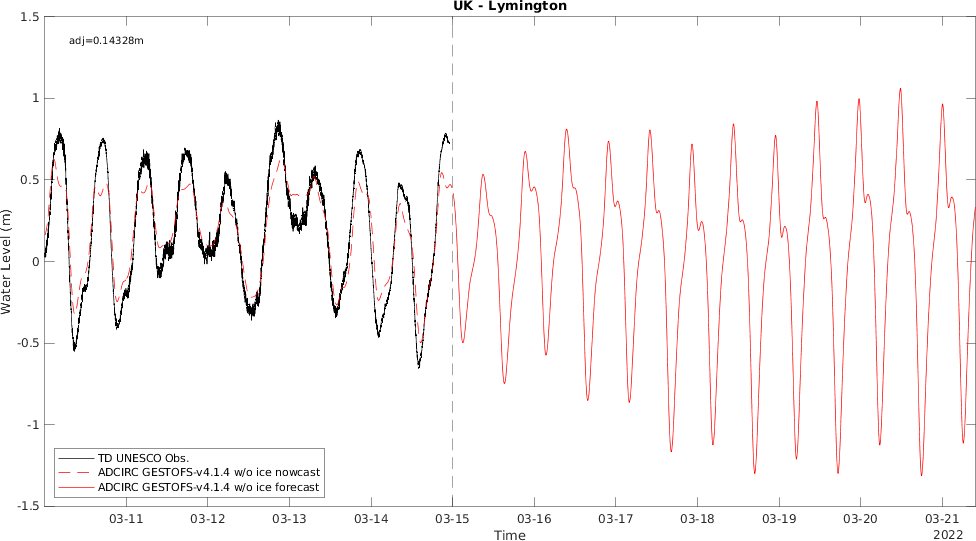 UK - Lymington
1.5
adj=0.14328m
1
0.5
0
-0.5
-1
-1.5
Water Level (m)
TD UNESCO Obs.
ADCIRC GESTOFS-v4.1.4 w/o ice nowcast
ADCIRC GESTOFS-v4.1.4 w/o ice forecast
03-11 03-12 03-13 03-14 03-15 03-16 03-17 03-18 03-19 03-20 03-21
Time
2022